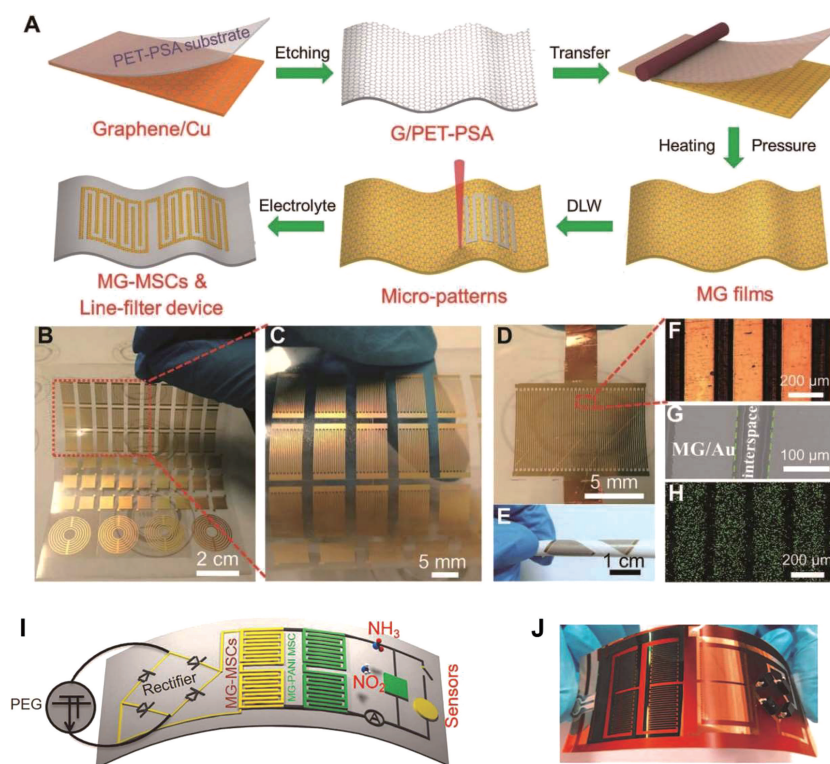 A
PET-PSA substrate
Etching
Transfer
Graphene/Cu
G/PET-PSA
Heating
Pressure
Electrolyte
DLW
MG-MSCs &
Line-filter device
Micro-patterns
MG films
B
2 cm
C
5 mm
D
5 mm
E
1 cm
F
200 μm
G
MG/Au
interspace
100 μm
H
200 μm
I
PEG
Rectifier
MG-MSCs
MG-PANI MSC
NH3
NO2
A
Sensors
J